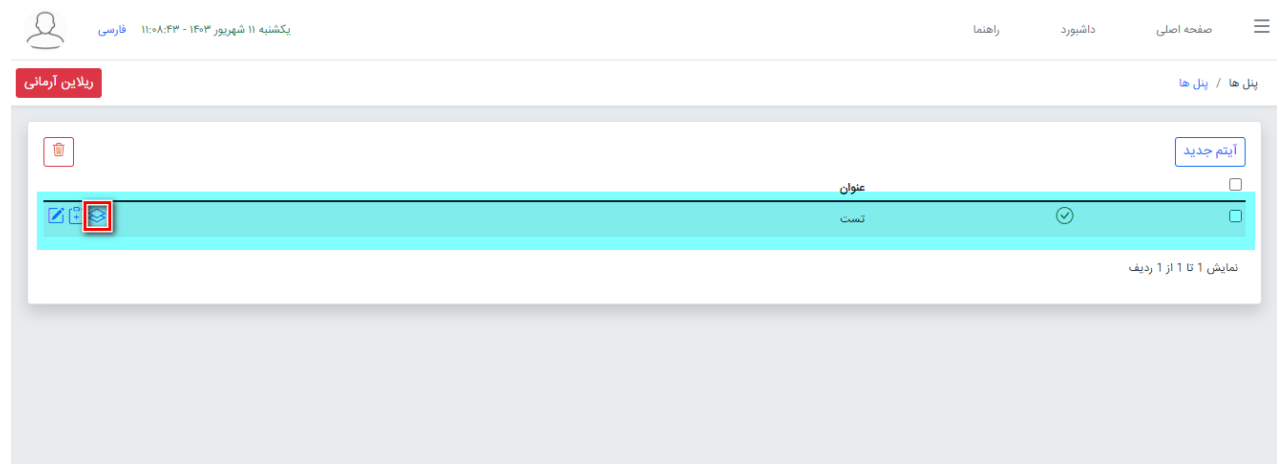 صفحه اصلی داشبورد راهنما یکشنبه ۱۱ شهریور ۱۴۰۳ - ۱۱:۰۸:۴۳ فارسی
پنل ها / پنل ها ریلاین آرمانی
آیتم جدید
عنوان
تست
نمایش 1 تا 1 از 1 ردیف